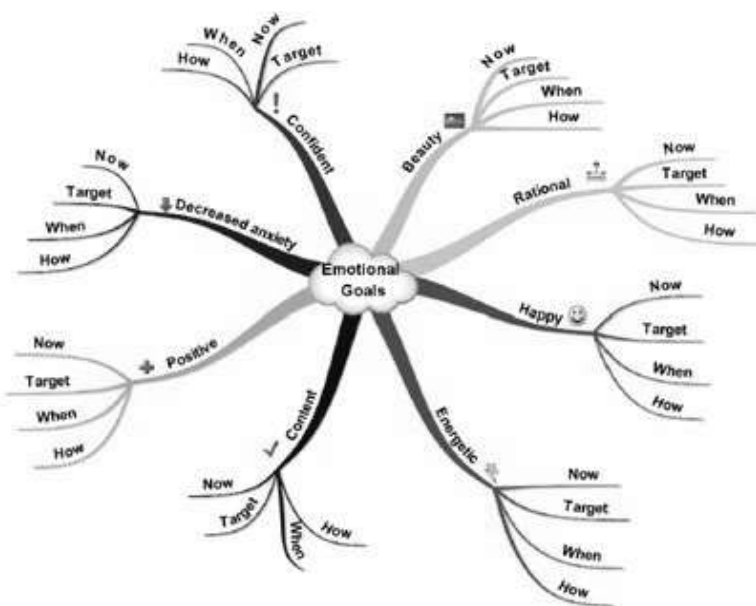 Emotional
Goals
Beauty
Now
Target
When
How
Rational
Now
Target
When
How
Happy
Now
Target
When
How
Energetic
Now
Target
When
How
Content
Now
Target
When
How
Positive
Now
Target
When
How
Decreased anxiety
Now
Target
When
How
Confident
How
When
Now
Target